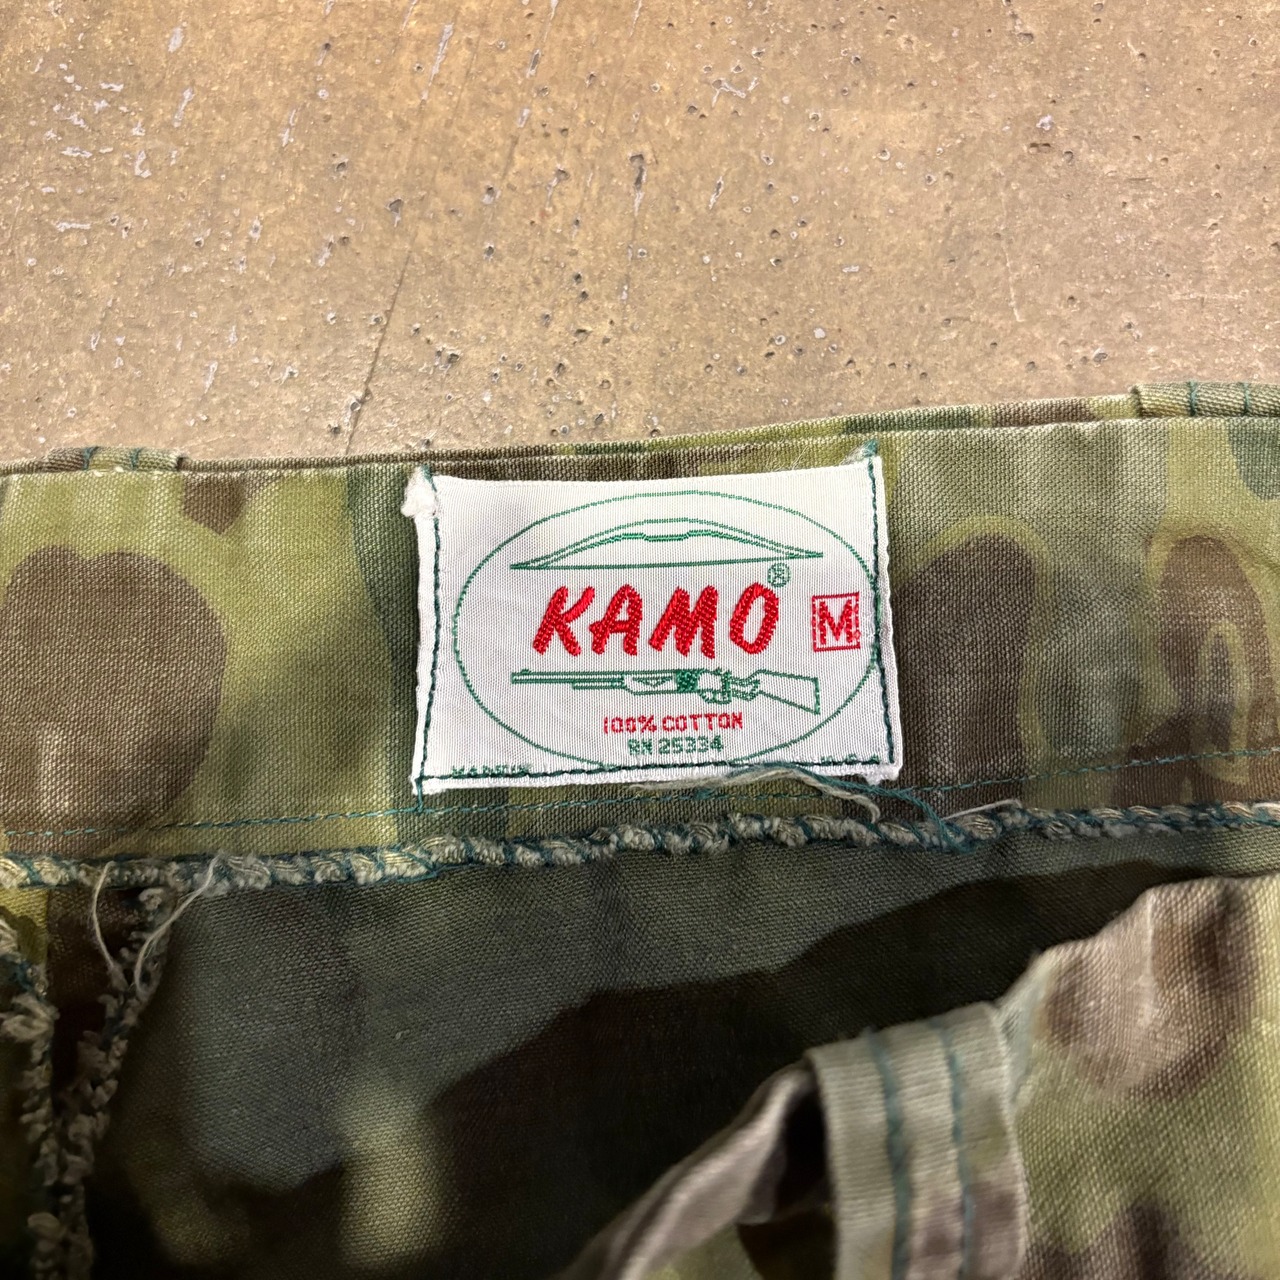 KAMO®
M
100% COTTON
RN 25334